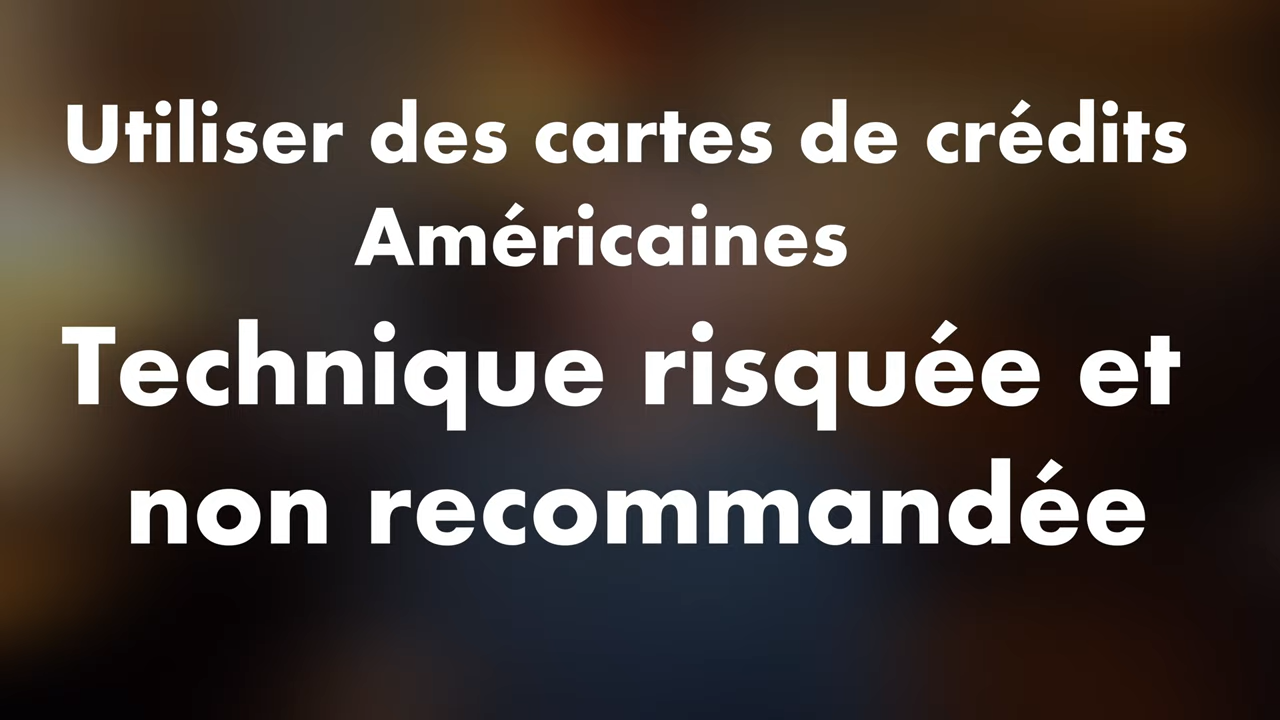 Utiliser des cartes de crédits
Américaines
Technique risquée et
non recommandée